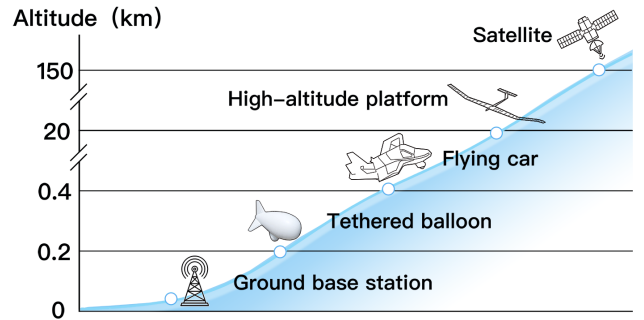 Altitude (km)
Satellite
150
High-altitude platform
20
Flying car
0.4
Tethered balloon
0.2
Ground base station
0